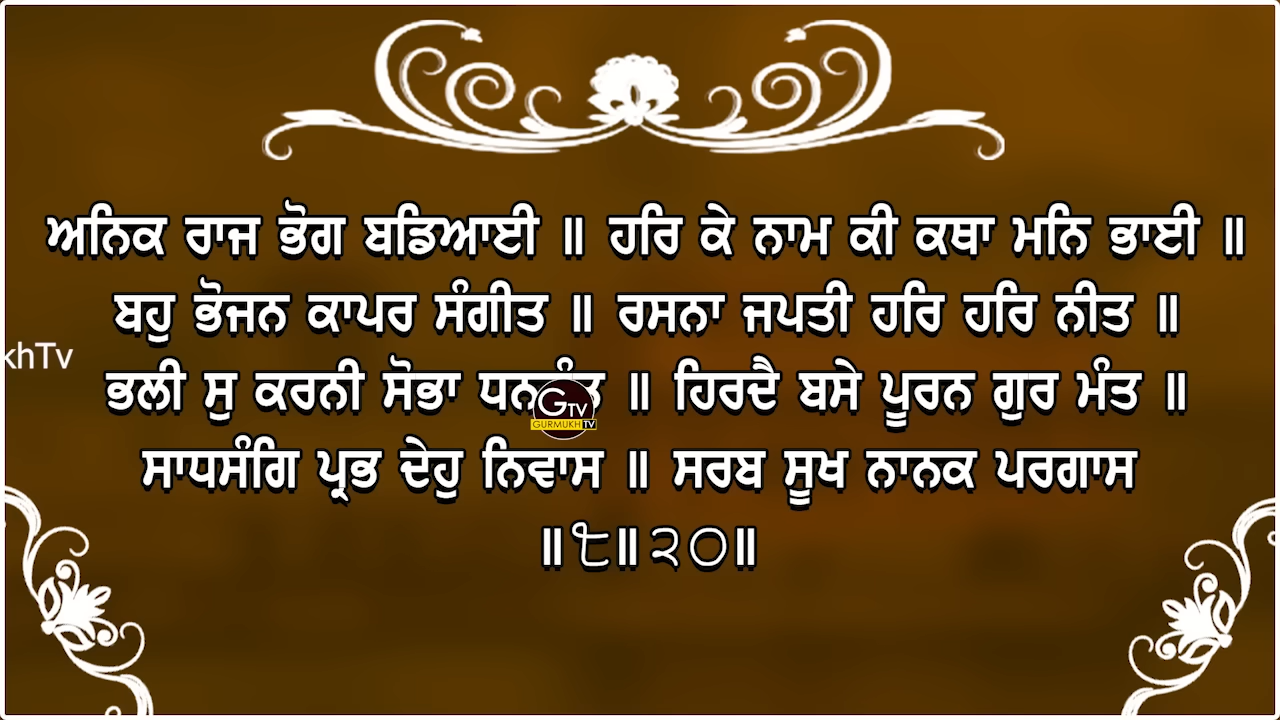 ਅਨਿਕ ਰਾਜ ਭੋਗ ਬਡਿਆਈ ॥ ਹਰਿ ਕੇ ਨਾਮ ਕੀ ਕਥਾ ਮਨਿ ਭਾਈ ॥
ਬਹੁ ਭੋਜਨ ਕਾਪਰ ਸੰਗੀਤ ॥ ਰਸਨਾ ਜਪਤੀ ਹਰਿ ਹਰਿ ਨੀਤ ॥
khTv
ਭਲੀ ਸੁ ਕਰਨੀ ਸੋਭਾ ॥ ਹਿਰਦੈ ਬਸੇ ਪੂਰਨ ਗੁਰ ਮੰਤ ॥
GTV
GURMUKH TV
ਸਾਧਸੰਗਿ ਪ੍ਰਭ ਦੇਹੁ ਨਿਵਾਸ ॥ ਸਰਬ ਸੂਖ ਨਾਨਕ ਪਰਗਾਸ
॥੮॥੨੦॥